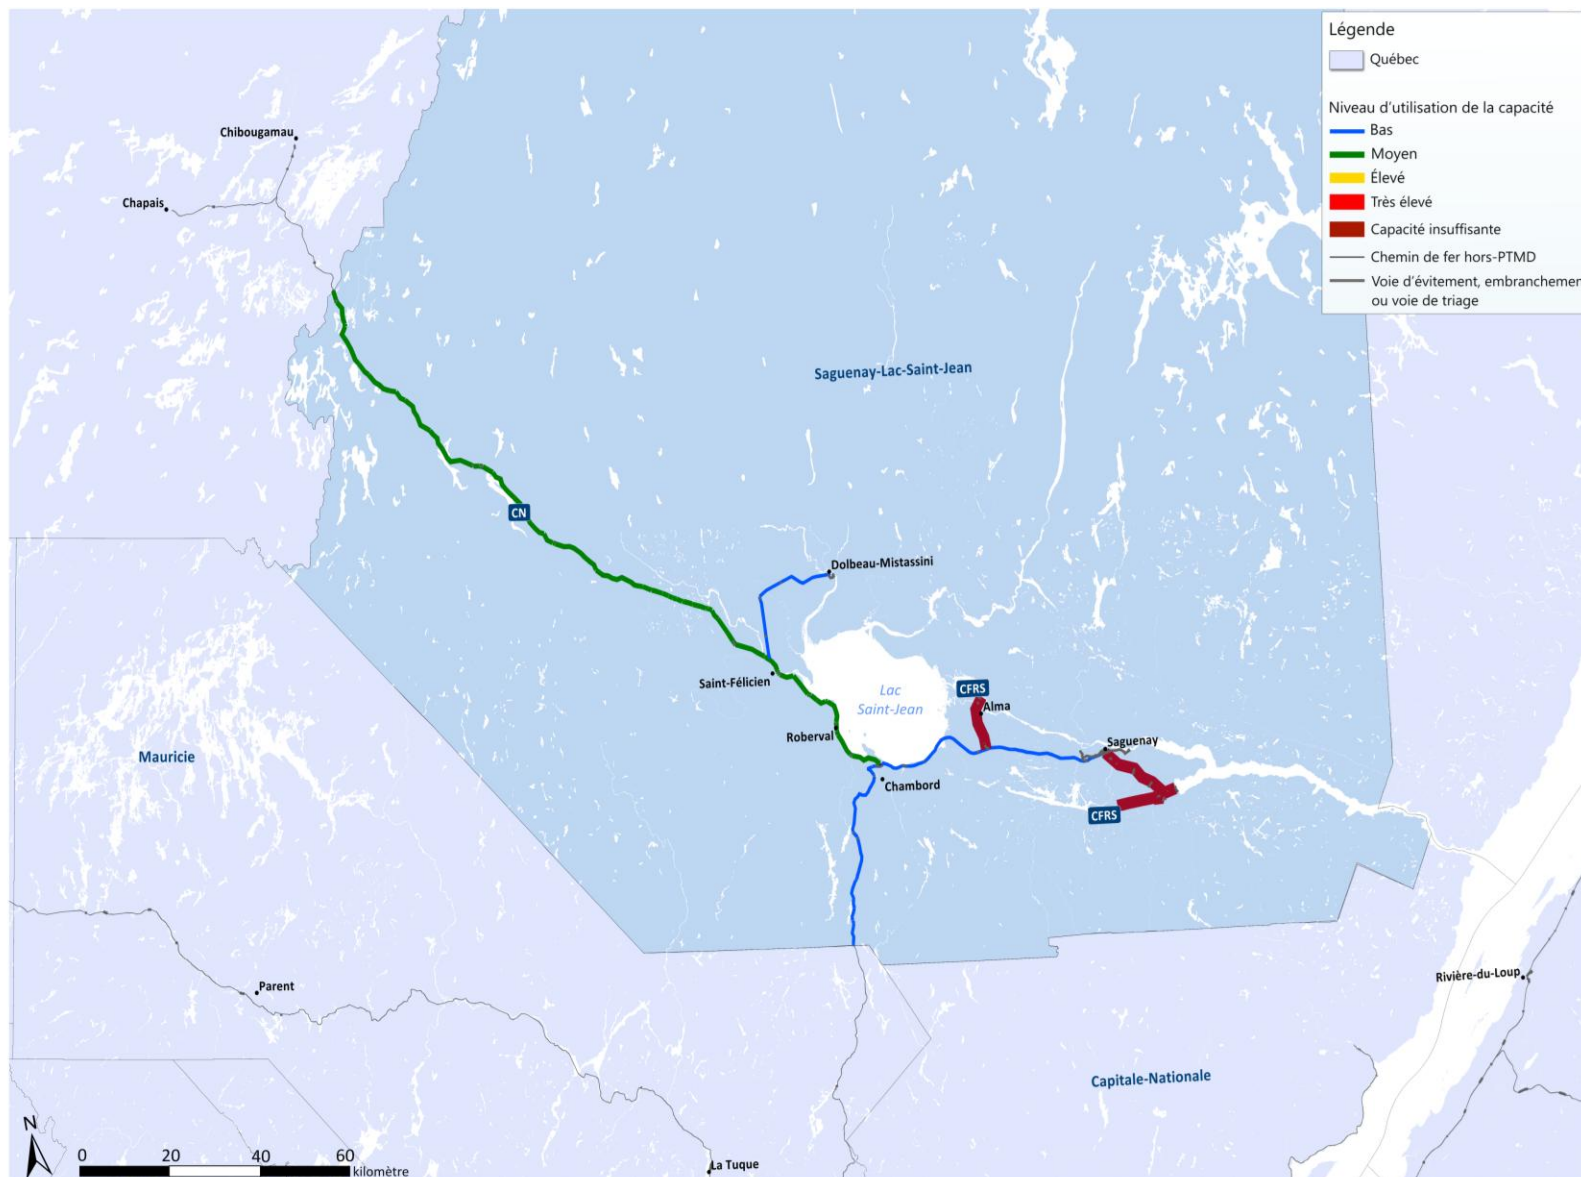 Légende
Québec
Niveau d'utilisation de la capacité
Bas
Moyen
Élevé
Très élevé
Capacité insuffisante
Chemin de fer hors-PTMD
Voie d'évitement, embranchemen
ou voie de triage
Chibougamau
Chapais
Saguenay-Lac-Saint-Jean
CN
Dolbeau-Mistassini
Saint-Félicien
Lac
Saint-Jean
CFRS
Alma
Roberval
Saguenay
Mauricie
Chambord
CFRS
Parent
Rivière-du-Loup
Capitale-Nationale
N
0 20 40 60
kilomètre
La Tuque